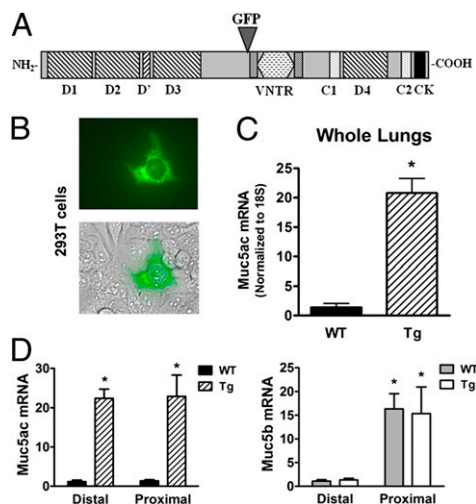 A
GFP
NH2-
-COOH
D1 D2 D' D3 VNTR C1 D4 C2 CK
B
293T cells
C
Whole Lungs
Muc5ac mRNA
(Normalized to 18S)
25
20
15
10
5
0
*
WT Tg
D
Muc5ac mRNA
30
20
10
0
* *
WT
Tg
Distal Proximal
Muc5b mRNA
25
20
15
10
5
0
* *
WT
Tg
Distal Proximal